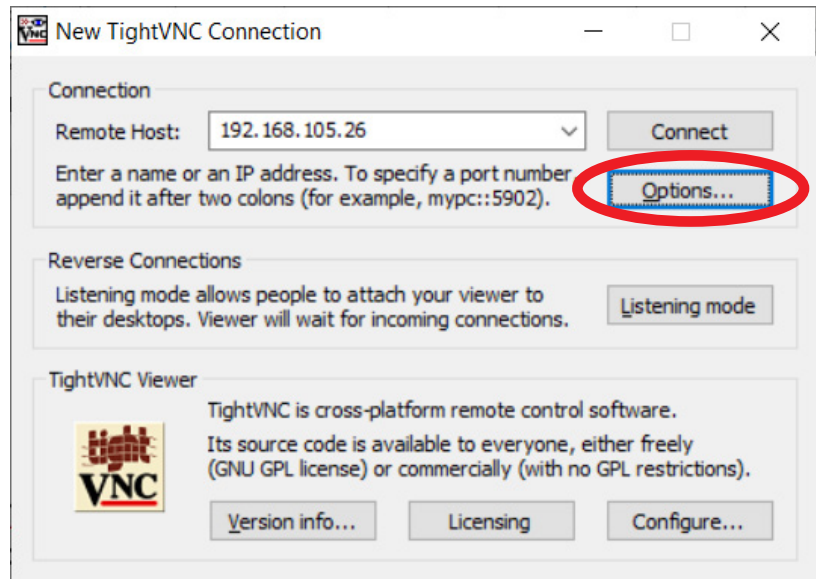 New TightVNC Connection
Connection
Remote Host: 192.168.105.26 Connect
Enter a name or an IP address. To specify a port number,
append it after two colons (for example, mypc::5902).
Options...
Reverse Connections
Listening mode allows people to attach your viewer to
their desktops. Viewer will wait for incoming connections.
Listening mode
TightVNC Viewer
tight
VNC
TightVNC is cross-platform remote control software.
Its source code is available to everyone, either freely
(GNU GPL license) or commercially (with no GPL restrictions).
Version info... Licensing Configure...